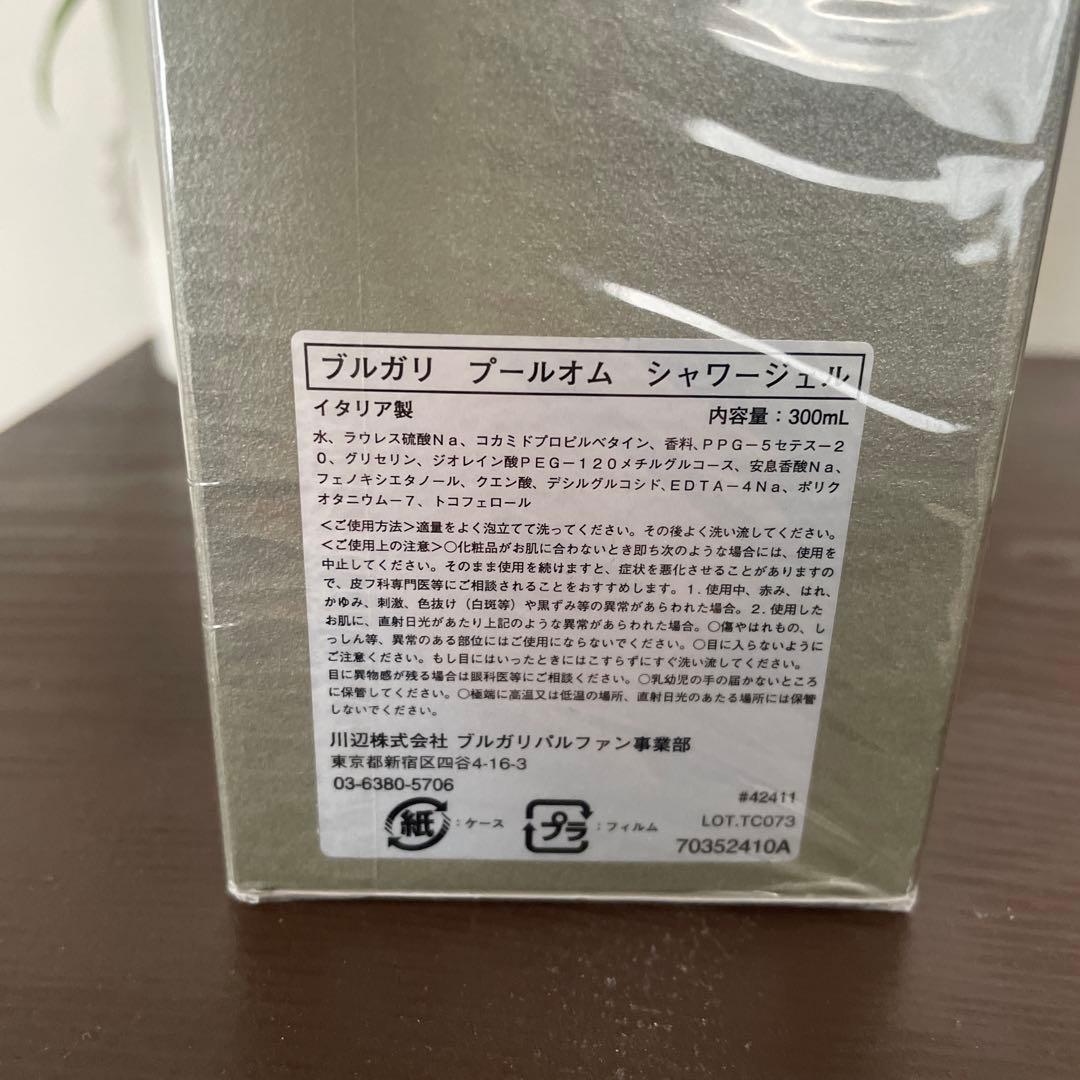 ブルガリ　プールオム　シャワージェル
イタリア製　内容量：300mL
水、ラウレス硫酸Ｎａ、コカミドプロピルベタイン、香料、ＰＰＧ－５セテス－２
０、グリセリン、ジオレイン酸ＰＥＧ－１２０メチルグルコース、安息香酸Ｎａ、
フェノキシエタノール、クエン酸、デシルグルコシド、ＥＤＴＡ－４Ｎａ、ポリク
オタニウム－７、トコフェロール
＜ご使用方法＞適量をよく泡立てて洗ってください。その後よく洗い流してください。
＜ご使用上の注意＞○化粧品がお肌に合わないとき即ち次のような場合には、使用を
中止してください。そのまま使用を続けますと、症状を悪化させることがありますの
で、皮フ科専門医等にご相談されることをおすすめします。１．使用中、赤み、はれ、
かゆみ、刺激、色抜け（白斑等）や黒ずみ等の異常があらわれた場合。２．使用した
お肌に、直射日光があたり上記のような異常があらわれた場合。○傷やはれもの、し
っしん等、異常のある部位にはご使用にならないでください。○目に入らないように
ご注意ください。もし目にはいったときにはこすらずにすぐ洗い流してください。
目に異物感が残る場合は眼科医等にご相談ください。○乳幼児の手の届かないところ
に保管してください。○極端に高温又は低温の場所、直射日光のあたる場所には保管
しないでください。
川辺株式会社 ブルガリパルファン事業部
東京都新宿区四谷4-16-3
03-6380-5706
#42411
紙：ケース　プラ：フィルム　LOT.TC073
70352410A